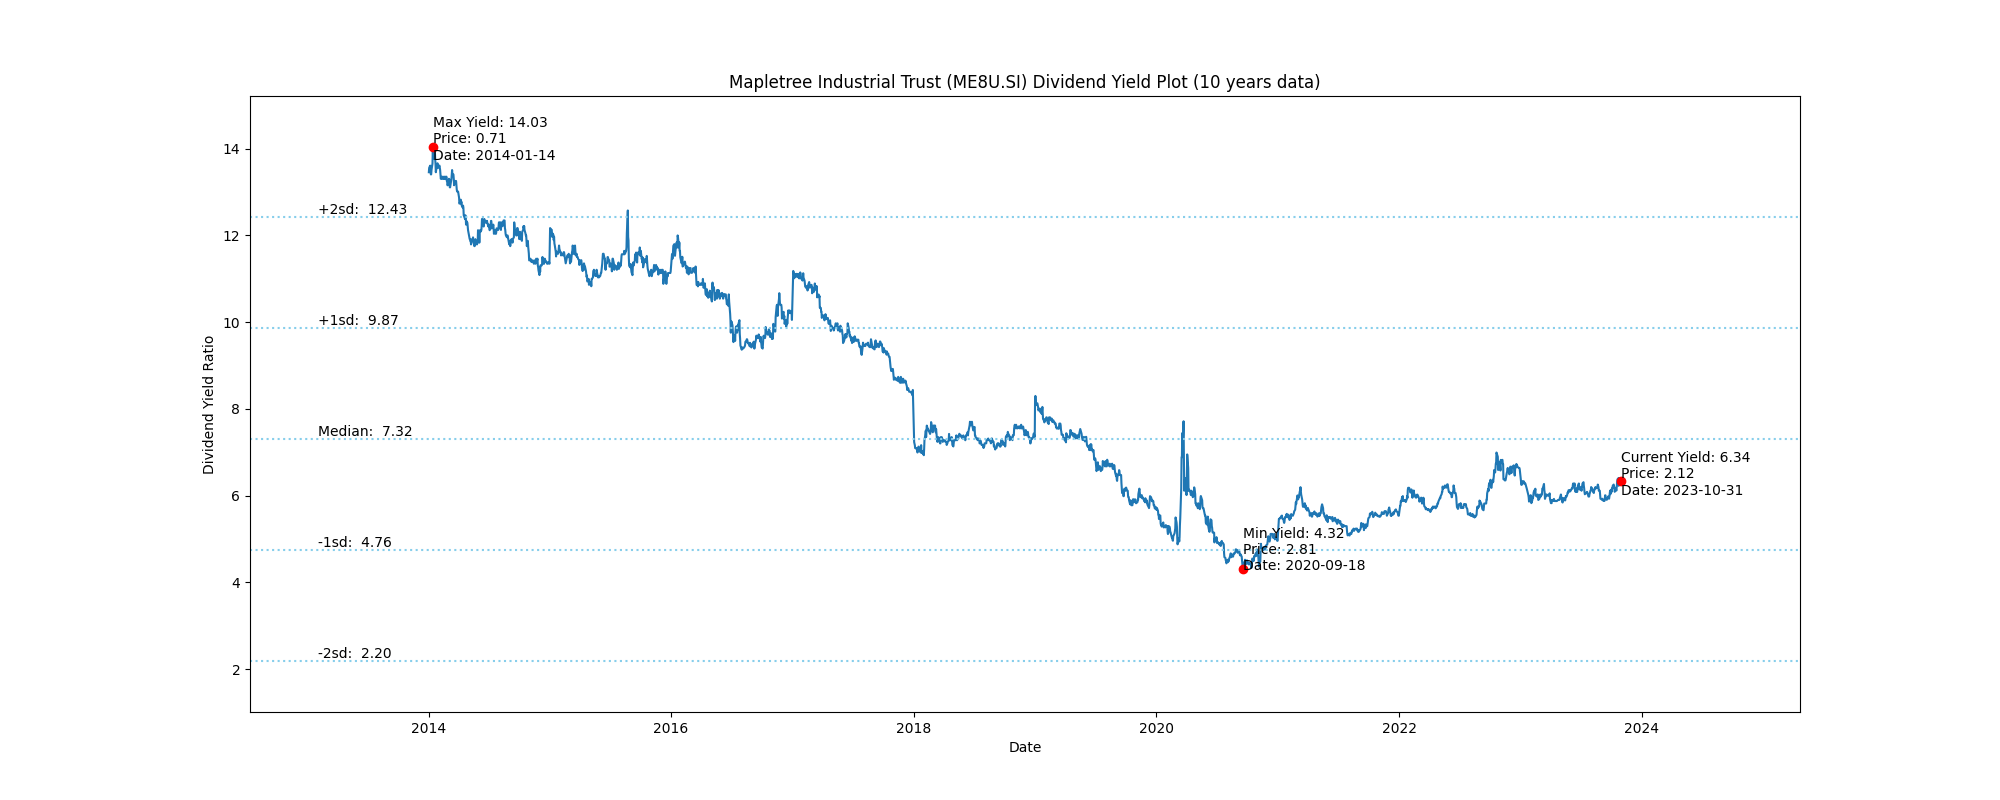 Mapletree Industrial Trust (ME8U.SI) Dividend Yield Plot (10 years data)
Max Yield: 14.03
Price: 0.71
Date: 2014-01-14
14
+2sd:  12.43
12
+1sd:  9.87
10
Dividend Yield Ratio
8
Median:  7.32
Current Yield: 6.34
Price: 2.12
Date: 2023-10-31
6
Min Yield: 4.32
Price: 2.81
Date: 2020-09-18
-1sd:  4.76
4
-2sd:  2.20
2
2014
2016
2018
2020
2022
2024
Date